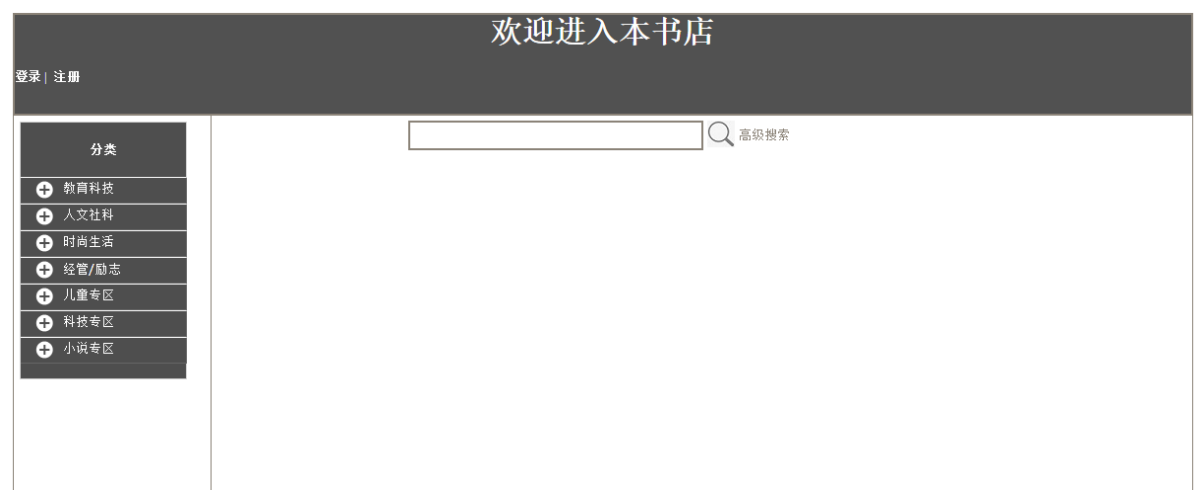 欢迎进入本书店
登录 | 注册
高级搜索
分类
教育科技
人文社科
时尚生活
经管/励志
儿童专区
科技专区
小说专区